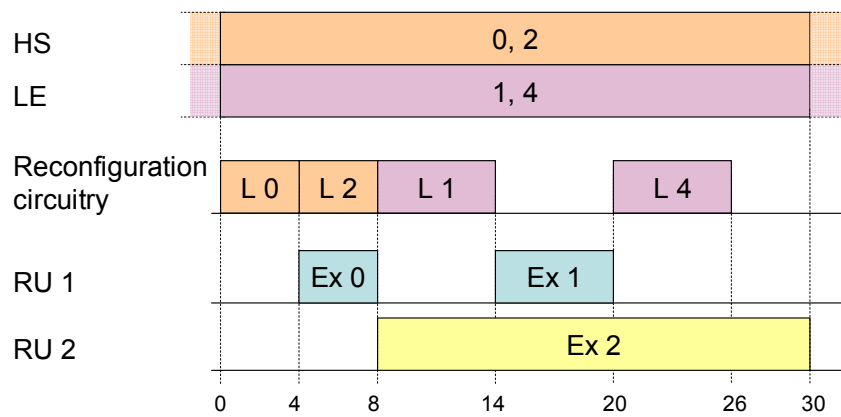 HS 0, 2
LE 1, 4
Reconfiguration
circuitry
L 0 L 2 L 1 L 4
RU 1 Ex 0 Ex 1
RU 2 Ex 2
0 4 8 14 20 26 30